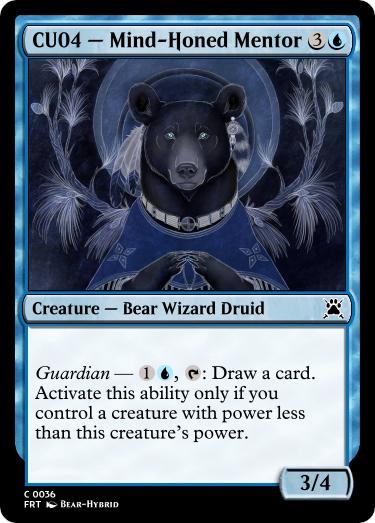 CU04 — Mind-Honed Mentor 3
Creature — Bear Wizard Druid
Guardian — 1, : Draw a card.
Activate this ability only if you
control a creature with power less
than this creature's power.
3/4
C 0036
FRT Bear-Hybrid